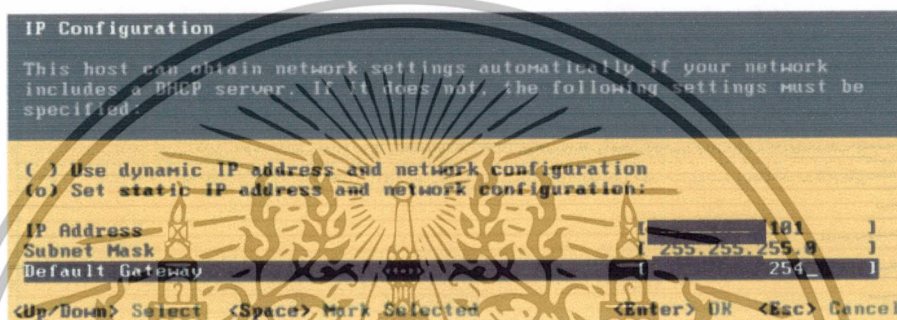 IP Configuration
This host can obtain network settings automatically if your network
includes a DHCP server. If it does not, the following settings must be
specified:
( ) Use dynamic IP address and network configuration
(o) Set static IP address and network configuration:
IP Address [ 101 ]
Subnet Mask [ 255.255.255.0 ]
Default Gateway [ 254_ ]
<Up/Down> Select <Space> Mark Selected <Enter> OK <Esc> Cancel